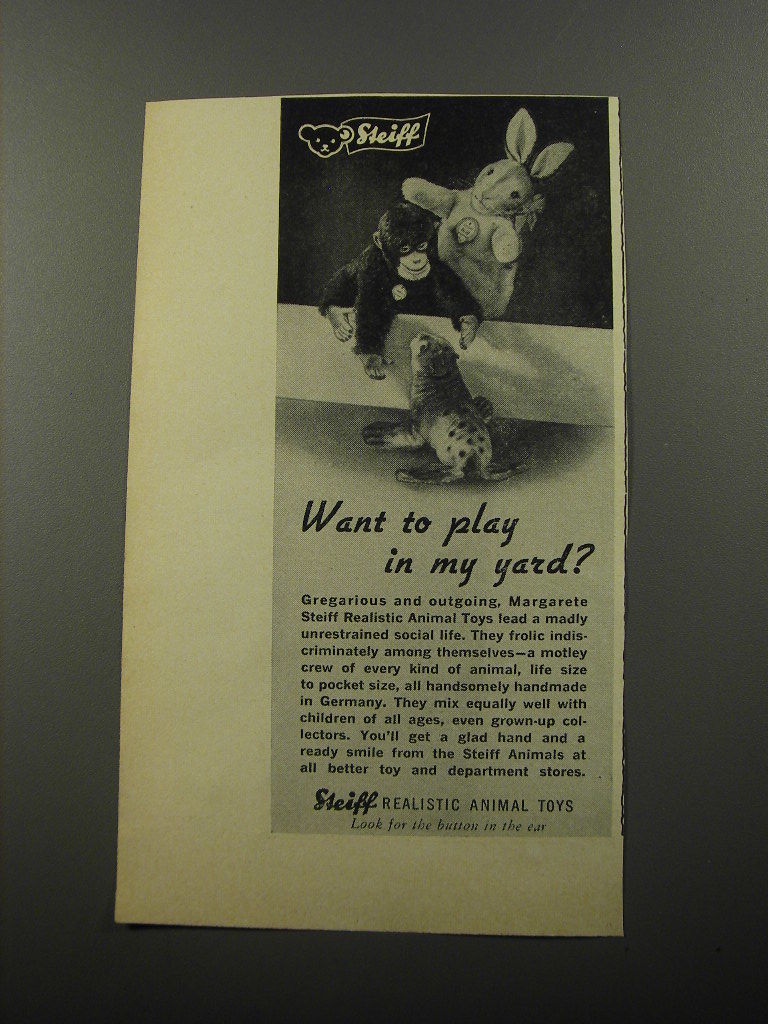 Steiff
Want to play
in my yard?
Gregarious and outgoing, Margarete
Steiff Realistic Animal Toys lead a madly
unrestrained social life. They frolic indis-
criminately among themselves—a motley
crew of every kind of animal, life size
to pocket size, all handsomely handmade
in Germany. They mix equally well with
children of all ages, even grown-up col-
lectors. You'll get a glad hand and a
ready smile from the Steiff Animals at
all better toy and department stores.
Steiff REALISTIC ANIMAL TOYS
Look for the button in the ear